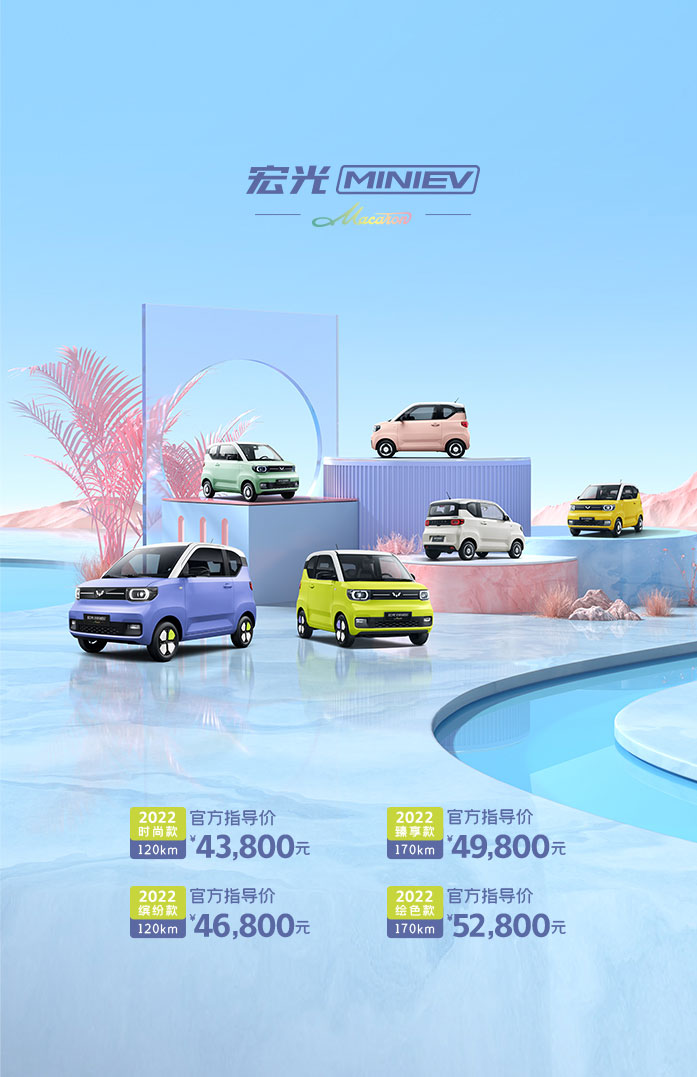 宏光 MINIEV
Macaron
2022
时尚款
120km
官方指导价
¥43,800元
2022
臻享款
170km
官方指导价
¥49,800元
2022
缤纷款
120km
官方指导价
¥46,800元
2022
绘色款
170km
官方指导价
¥52,800元